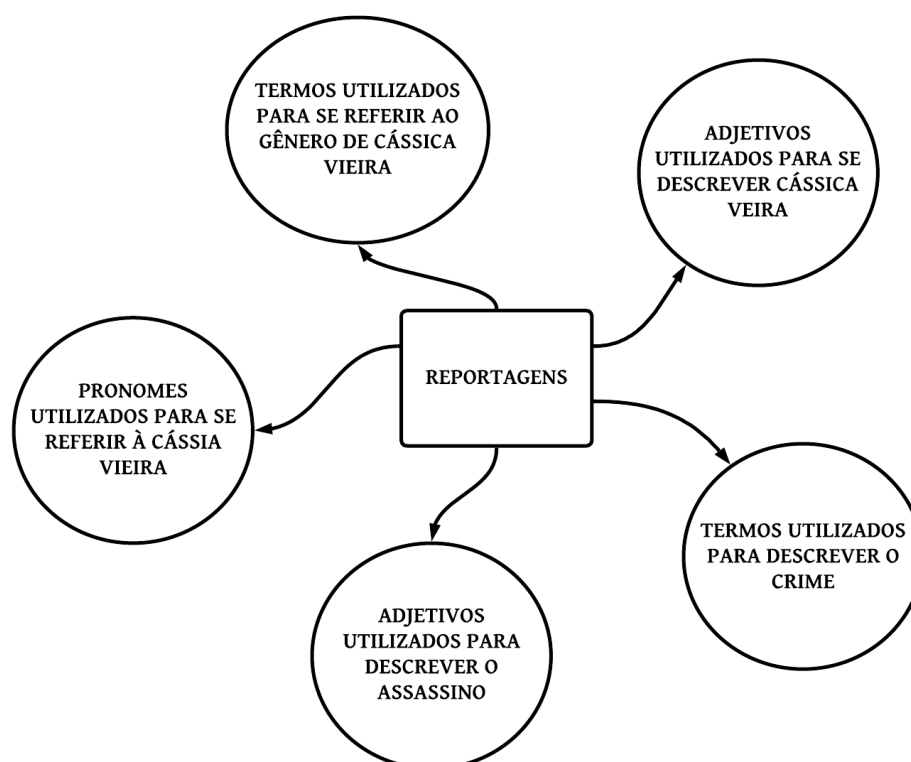 TERMOS UTILIZADOS
PARA SE REFERIR AO
GÊNERO DE CÁSSICA
VIEIRA
ADJETIVOS
UTILIZADOS PARA SE
DESCREVER CÁSSICA
VEIRA
REPORTAGENS
PRONOMES
UTILIZADOS PARA SE
REFERIR À CÁSSIA
VIEIRA
TERMOS UTILIZADOS
PARA DESCREVER O
CRIME
ADJETIVOS
UTILIZADOS PARA
DESCREVER O
ASSASSINO